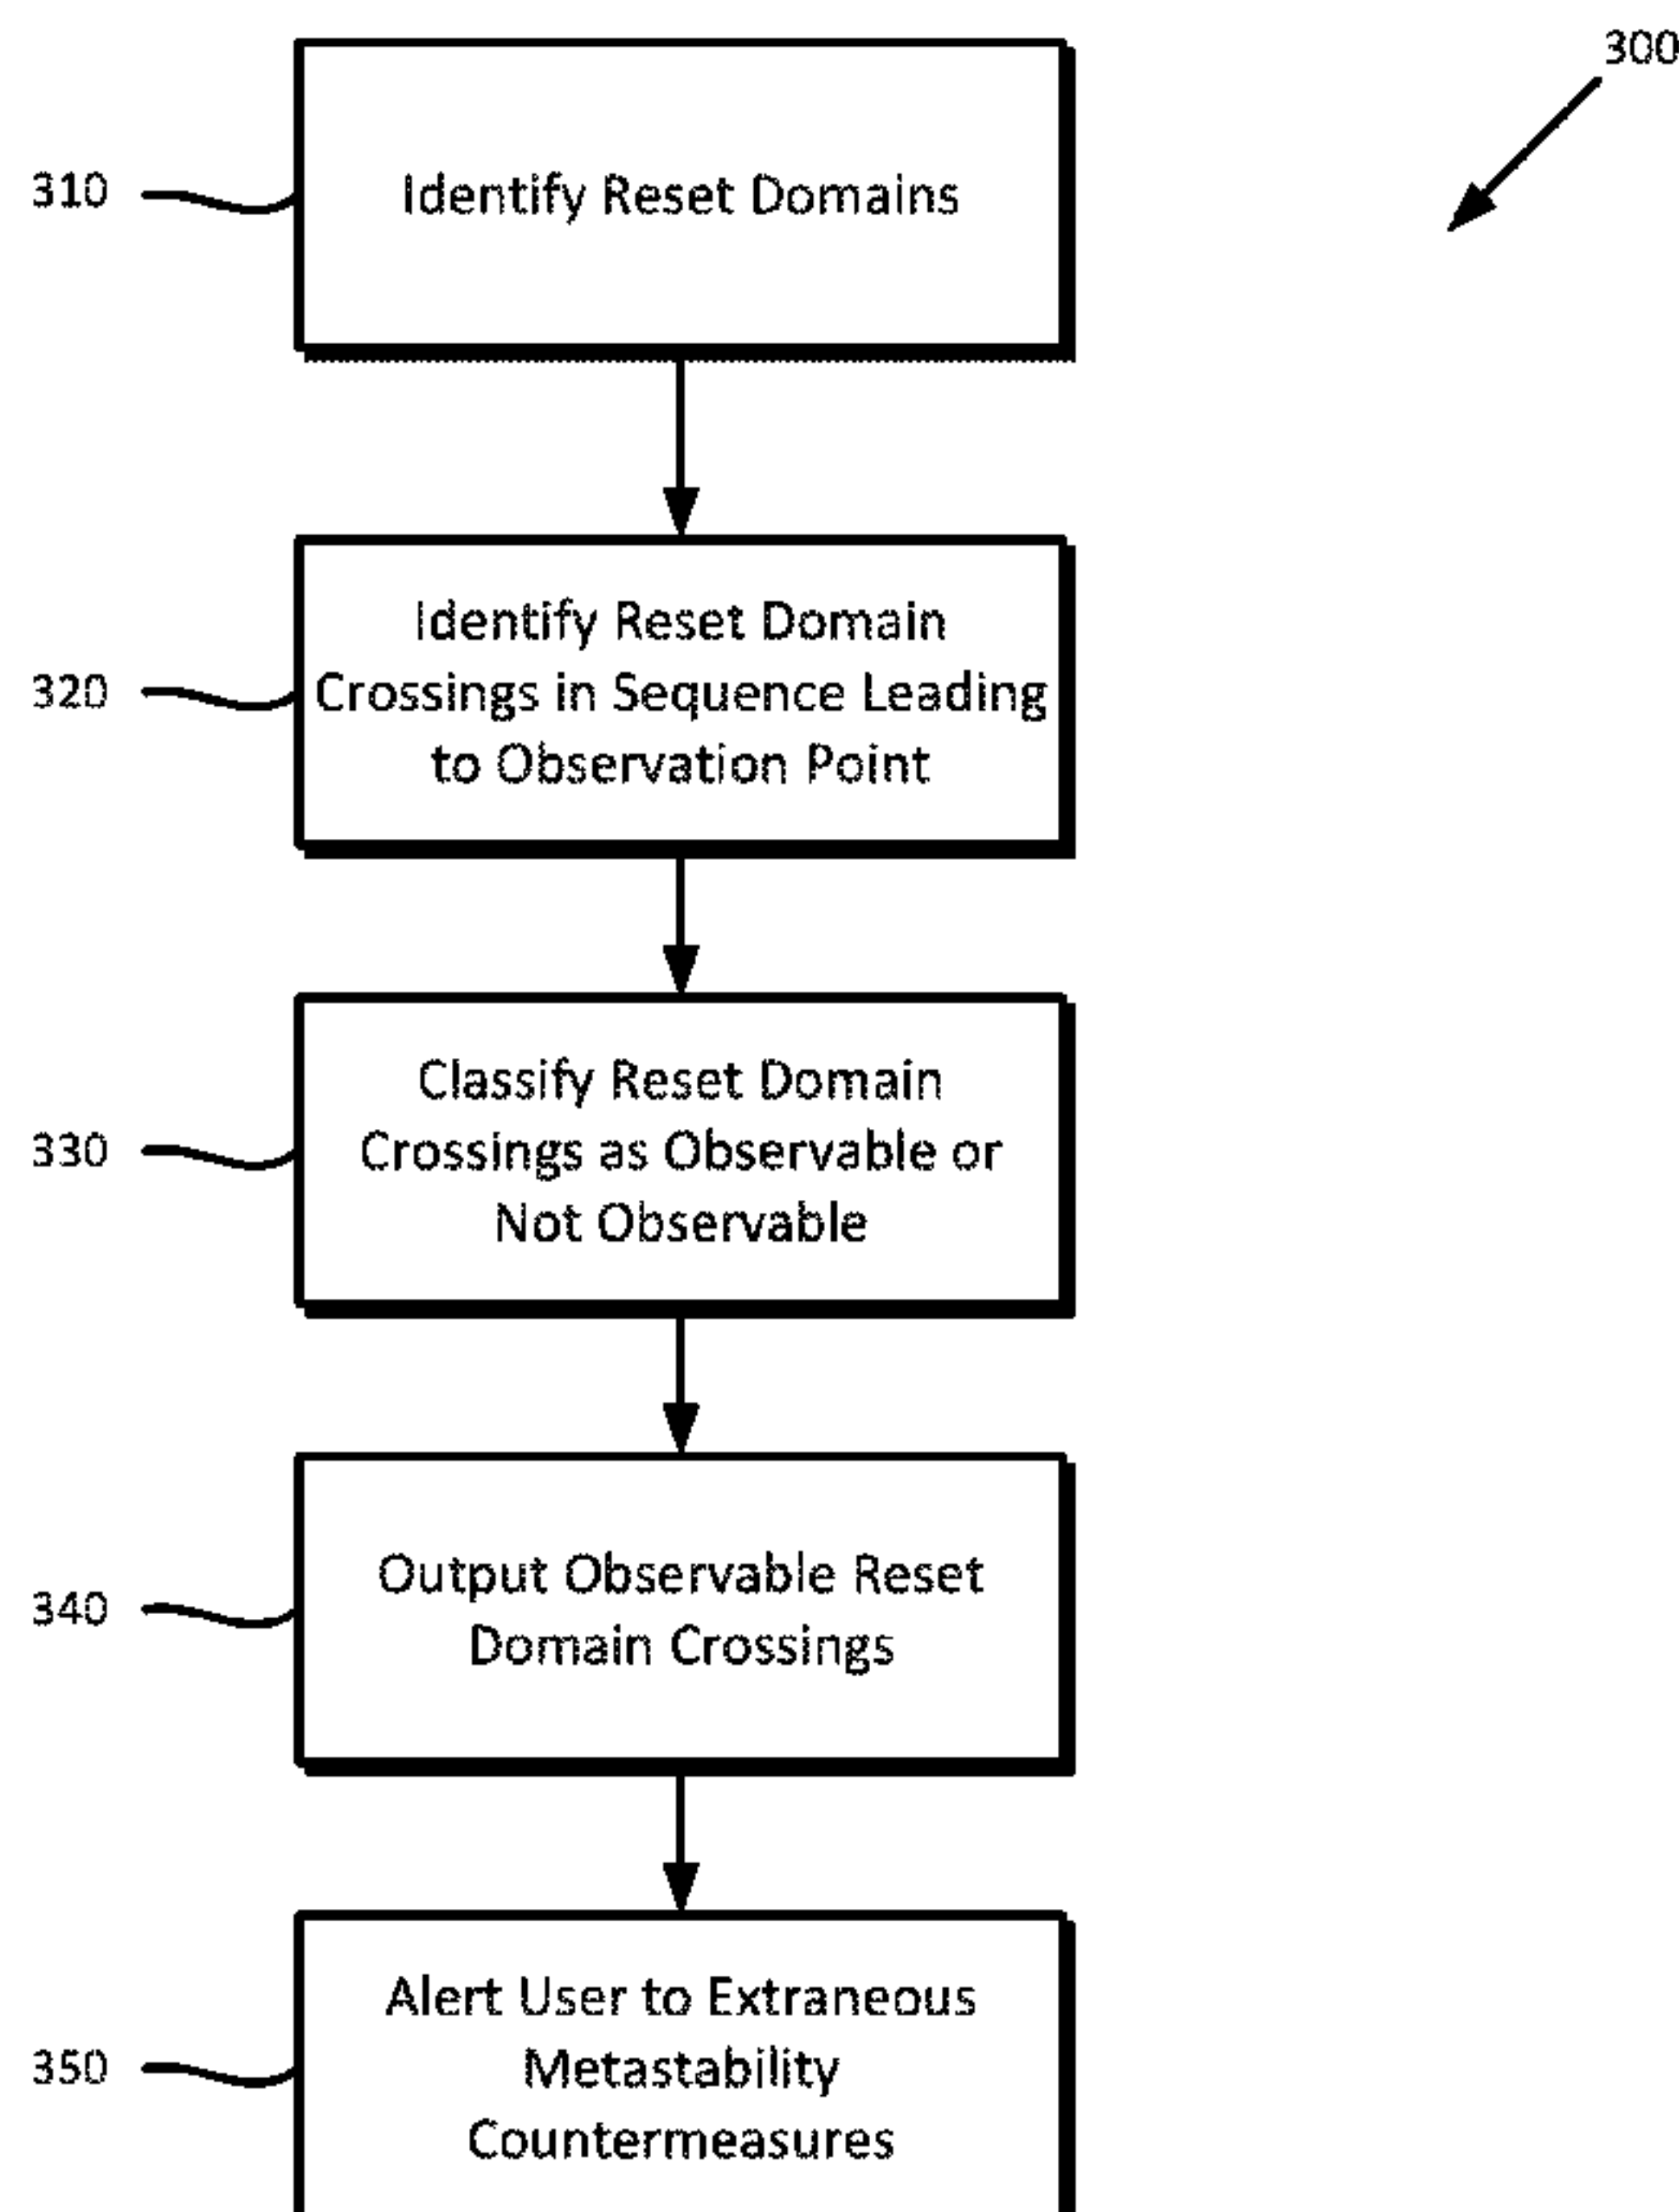 300
310
Identify Reset Domains
320
Identify Reset Domain
Crossings in Sequence Leading
to Observation Point
330
Classify Reset Domain
Crossings as Observable or
Not Observable
340
Output Observable Reset
Domain Crossings
350
Alert User to Extraneous
Metastability
Countermeasures